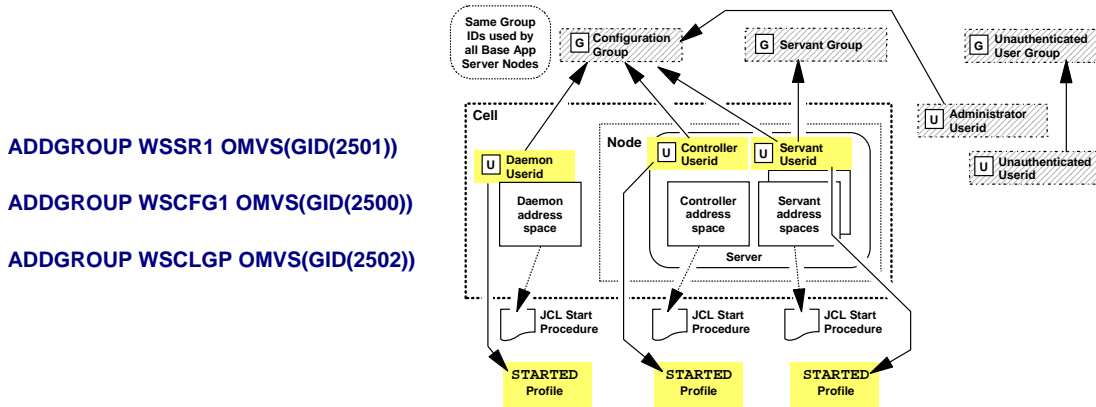 ADDGROUP WSSR1 OMVS(GID(2501))
ADDGROUP WSCFG1 OMVS(GID(2500))
ADDGROUP WSCLGP OMVS(GID(2502))
Same Group
IDs used by
all Base App
Server Nodes
G Configuration
Group
G Servant Group
G Unauthenticated
User Group
U Administrator
Userid
U Unauthenticated
Userid
Cell
Node
U Daemon
Userid
U Controller
Userid
U Servant
Userid
Daemon
address
space
Controller
address
space
Servant
address
spaces
Server
JCL Start
Procedure
JCL Start
Procedure
JCL Start
Procedure
STARTED
Profile
STARTED
Profile
STARTED
Profile